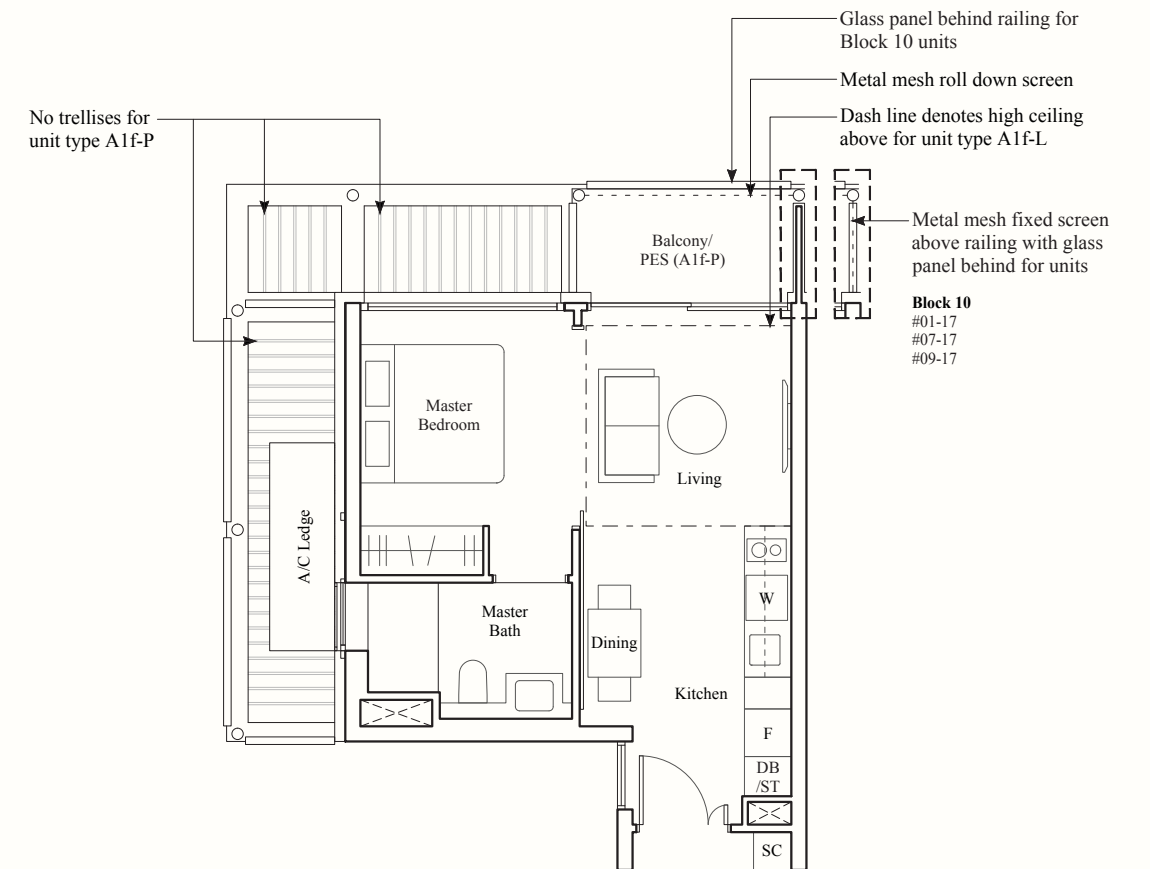 Glass panel behind railing for
Block 10 units
Metal mesh roll down screen
Dash line denotes high ceiling
above for unit type A1f-L
No trellises for
unit type A1f-P
Metal mesh fixed screen
above railing with glass
panel behind for units
Block 10
#01-17
#07-17
#09-17
Balcony/
PES (A1f-P)
Master
Bedroom
Living
A/C Ledge
W
Master
Bath
Dining
Kitchen
F
DB
/ST
SC